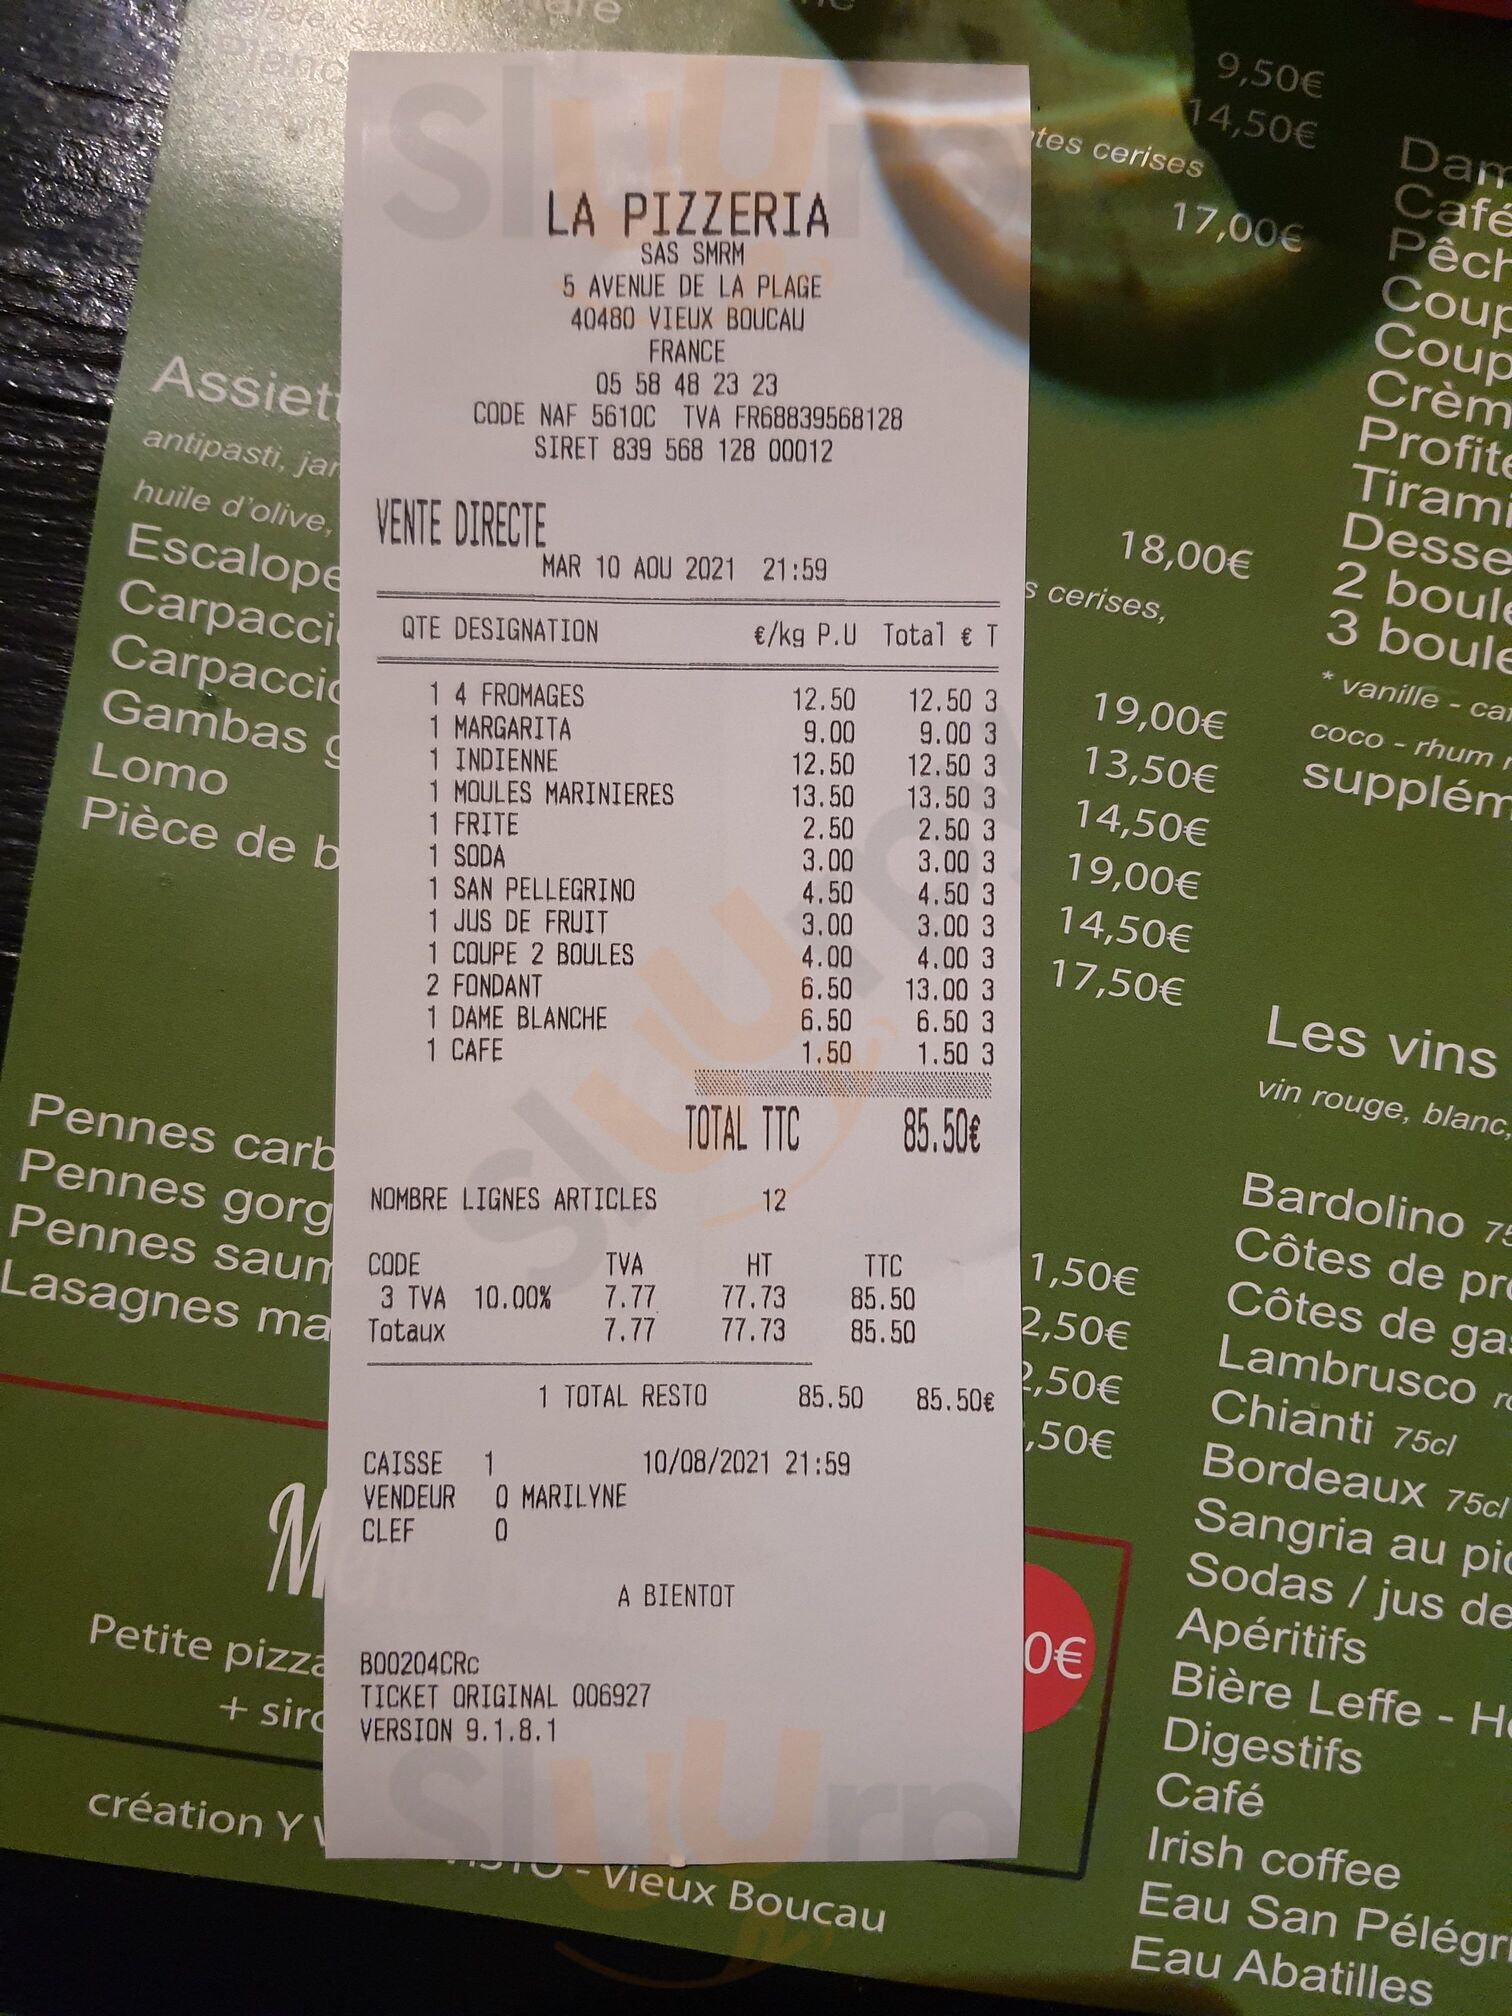 LA PIZZERIA
SAS SMRM
5 AVENUE DE LA PLAGE
40480 VIEUX BOUCAU
FRANCE
05 58 48 23 23
CODE NAF 5610C TVA FR68839568128
SIRET 839 568 128 00012
VENTE DIRECTE
MAR 10 AOU 2021 21:59
QTE DESIGNATION €/kg P.U Total € T
1 4 FROMAGES 12.50 12.50 3
1 MARGARITA 9.00 9.00 3
1 INDIENNE 12.50 12.50 3
1 MOULES MARINIERES 13.50 13.50 3
1 FRITE 2.50 2.50 3
1 SODA 3.00 3.00 3
1 SAN PELLEGRINO 4.50 4.50 3
1 JUS DE FRUIT 3.00 3.00 3
1 COUPE 2 BOULES 4.00 4.00 3
2 FONDANT 6.50 13.00 3
1 DAME BLANCHE 6.50 6.50 3
1 CAFE 1.50 1.50 3
TOTAL TTC 85.50€
NOMBRE LIGNES ARTICLES 12
CODE TVA HT TTC
3 TVA 10.00% 7.77 77.73 85.50
Totaux 7.77 77.73 85.50
1 TOTAL RESTO 85.50 85.50€
CAISSE 1 10/08/2021 21:59
VENDEUR 0 MARILYNE
CLEF 0
A BIENTOT
B00204CRc
TICKET ORIGINAL 006927
VERSION 9.1.8.1
Assiett
antipasti, jar
huile d'olive,
Escalope
Carpacci
Carpaccio
Gambas g
Lomo
Pièce de b
Pennes carb
Pennes gorg
Pennes saum
Lasagnes ma
Petite pizza
+ siro
création Y V
- Vieux Boucau
9,50€
14,50€
tes cerises
17,00€
18,00€
s cerises,
19,00€
13,50€
14,50€
19,00€
14,50€
17,50€
1,50€
2,50€
2,50€
,50€
0€
Dam
Café
Pêch
Coup
Coup
Crèm
Profite
Tirami
Desse
2 boule
3 boule
* vanille - ca
coco - rhum r
supplém
Les vins
vin rouge, blanc,
Bardolino 75
Côtes de pro
Côtes de gas
Lambrusco ro
Chianti 75cl
Bordeaux 75cl
Sangria au pic
Sodas / jus de
Apéritifs
Bière Leffe - H
Digestifs
Café
Irish coffee
Eau San Pélégri
Eau Abatilles
Sluurp
Sluurp
Sluurp